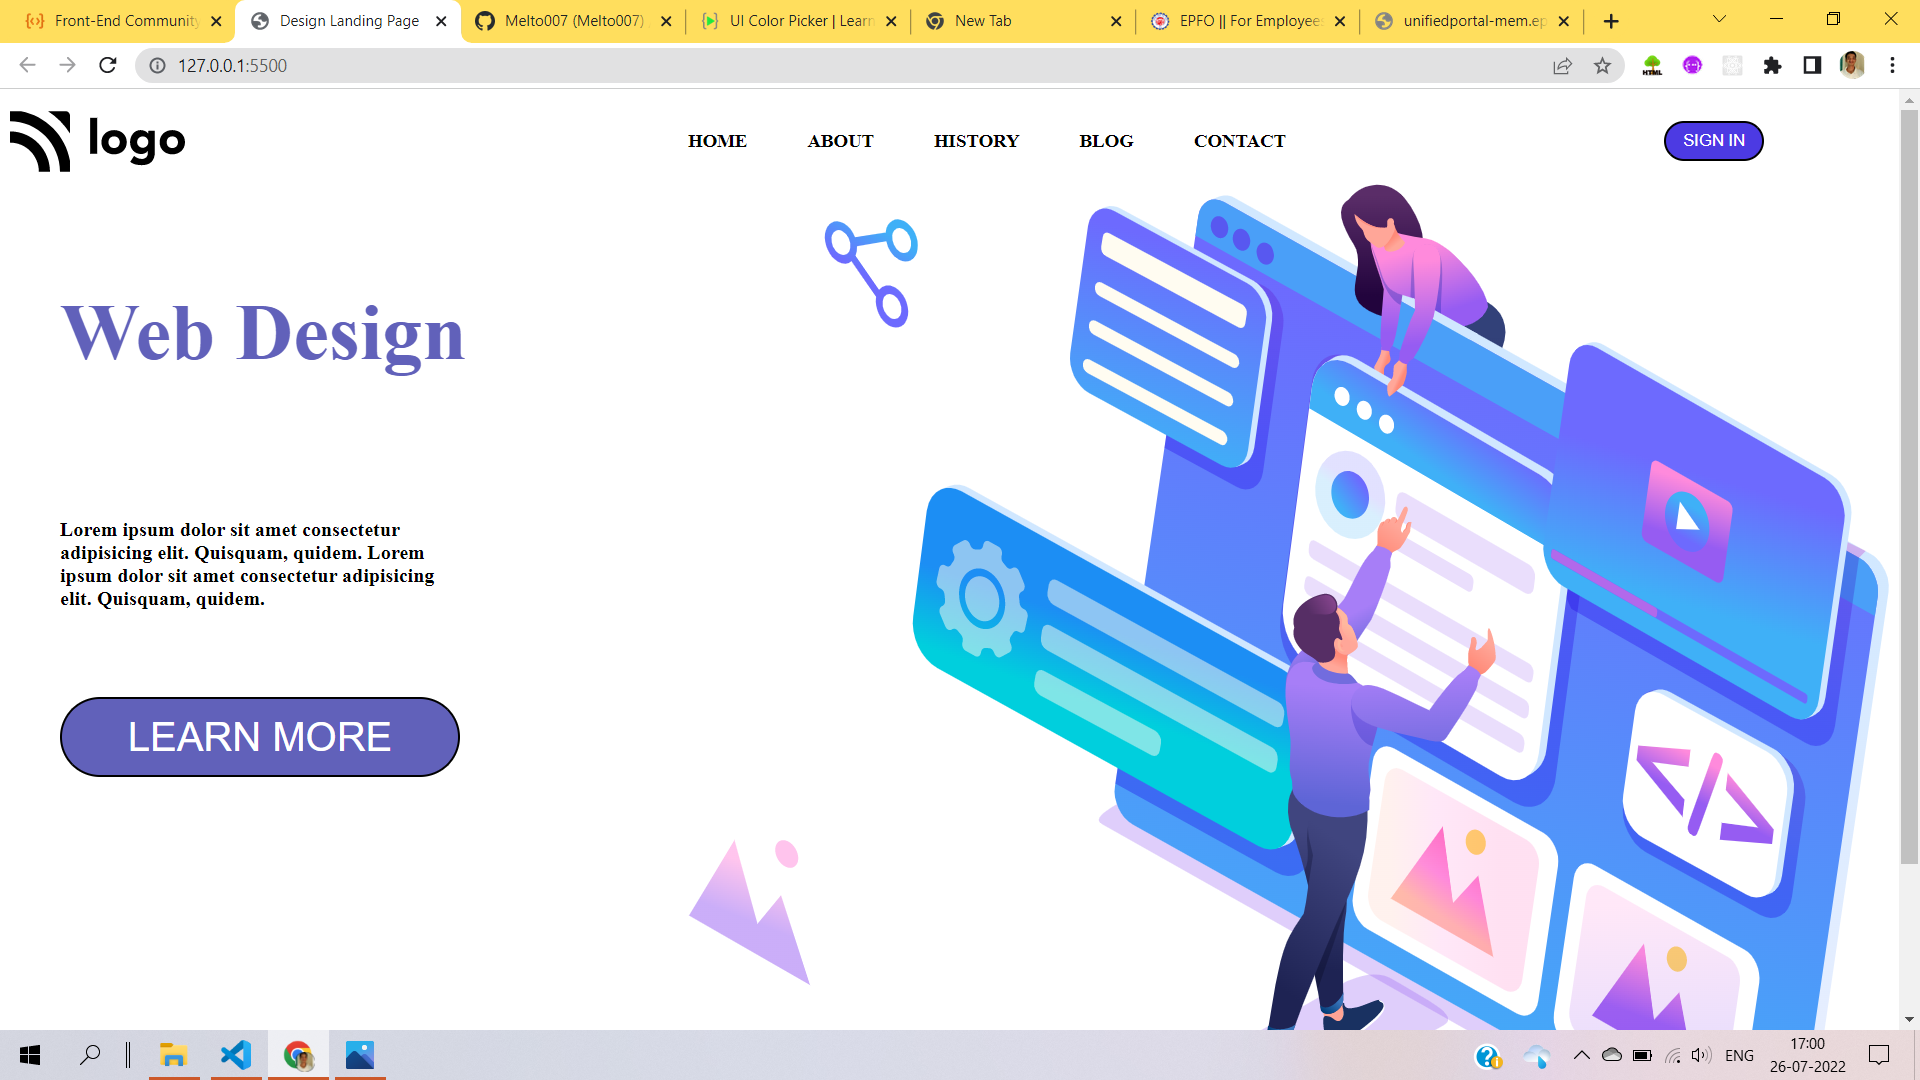 Front-End Community
Design Landing Page
Melto007 (Melto007)
UI Color Picker | Learn
New Tab
EPFO || For Employees
unifiedportal-mem.ep
127.0.0.1:5500
HTML
logo
HOME
ABOUT
HISTORY
BLOG
CONTACT
SIGN IN
Web Design
Lorem ipsum dolor sit amet consectetur
adipisicing elit. Quisquam, quidem. Lorem
ipsum dolor sit amet consectetur adipisicing
elit. Quisquam, quidem.
LEARN MORE
</>
ENG
17:00
26-07-2022